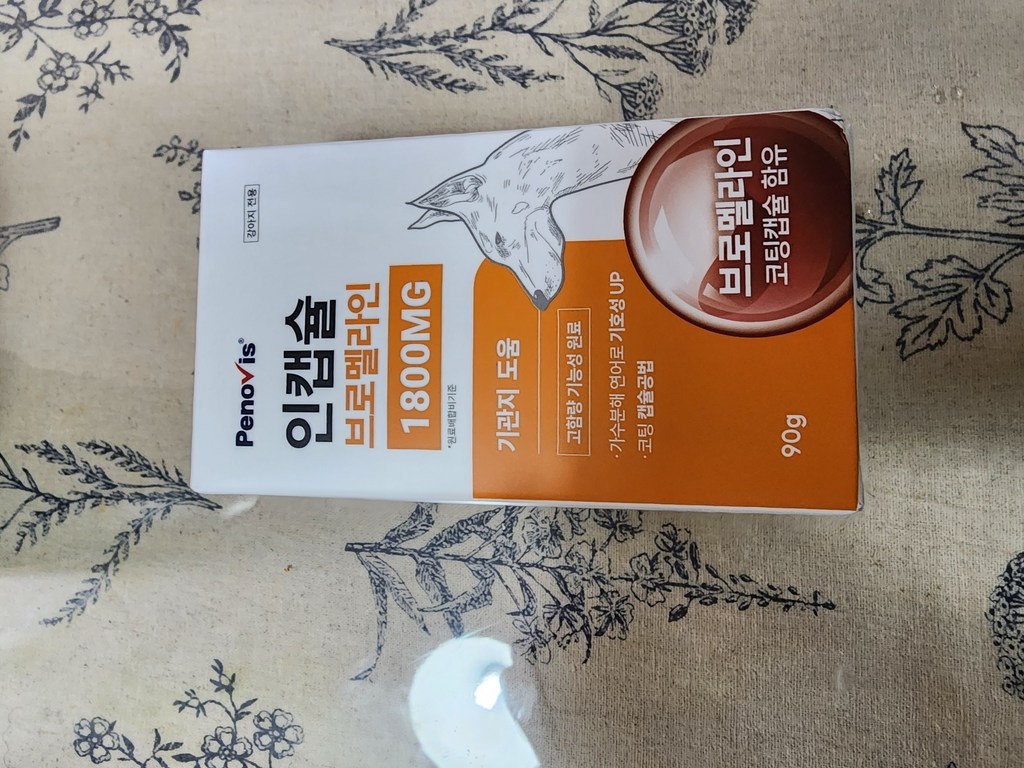 강아지 전용
Penovis®
인캡슐
브로멜라인
1800MG
*원료배합비기준
기관지 도움
고함량 기능성 원료
·가수분해 연어로 기호성 UP
·코팅 캡슐공법
브로멜라인
코팅캡슐 함유
90g